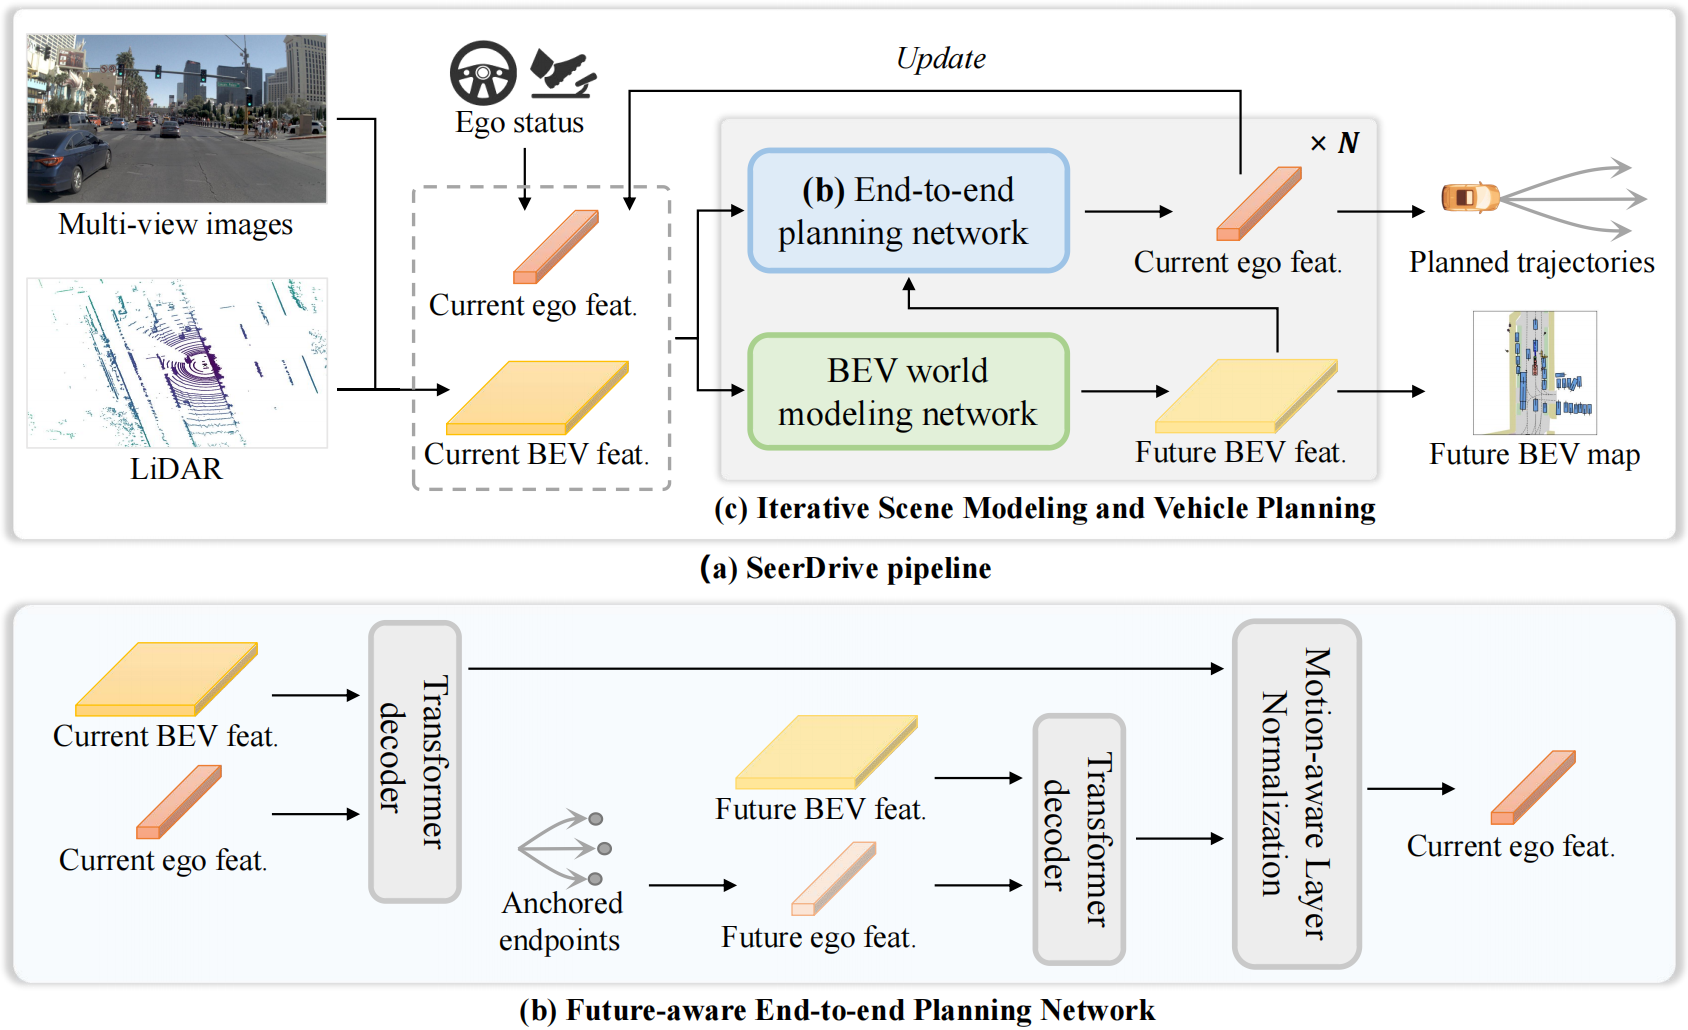 Multi-view images
LiDAR
Ego status
Current ego feat.
Current BEV feat.
Update
× N
(b) End-to-end
planning network
BEV world
modeling network
Current ego feat.
Future BEV feat.
Planned trajectories
Future BEV map
(c) Iterative Scene Modeling and Vehicle Planning
(a) SeerDrive pipeline
Current BEV feat.
Current ego feat.
Transformer
decoder
Anchored
endpoints
Future BEV feat.
Future ego feat.
Transformer
decoder
Motion-aware Layer
Normalization
Current ego feat.
(b) Future-aware End-to-end Planning Network